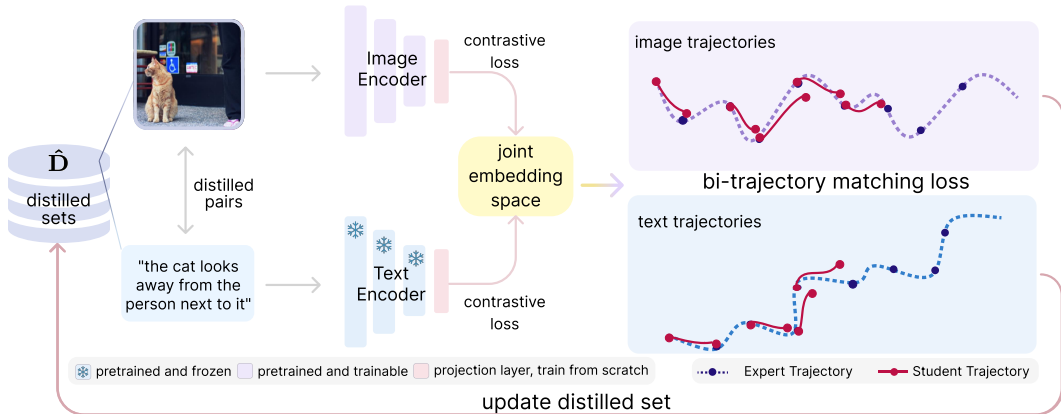 D̂
distilled
sets
distilled
pairs
"the cat looks
away from the
person next to it"
Image
Encoder
Text
Encoder
contrastive
loss
contrastive
loss
joint
embedding
space
image trajectories
bi-trajectory matching loss
text trajectories
pretrained and frozen
pretrained and trainable
projection layer, train from scratch
Expert Trajectory
Student Trajectory
update distilled set